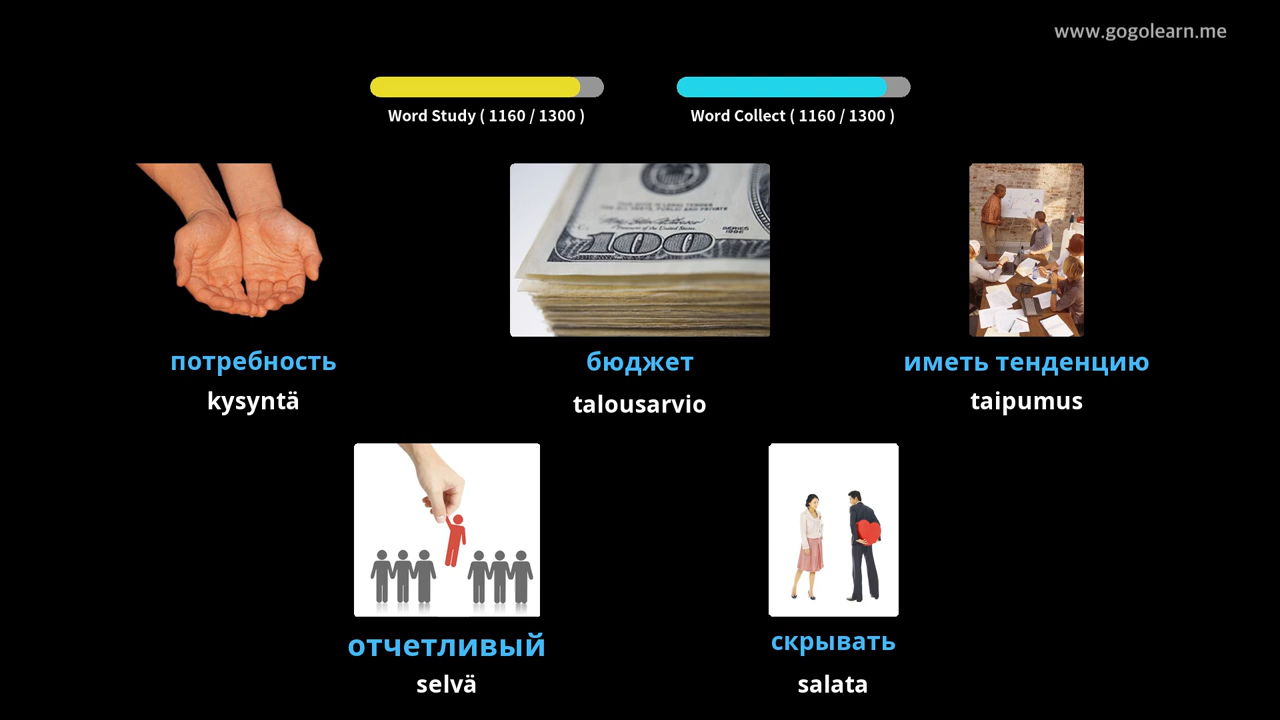 www.gogolearn.me
Word Study ( 1160 / 1300 )
Word Collect ( 1160 / 1300 )
потребность
kysyntä
бюджет
talousarvio
иметь тенденцию
taipumus
отчетливый
selvä
скрывать
salata
100